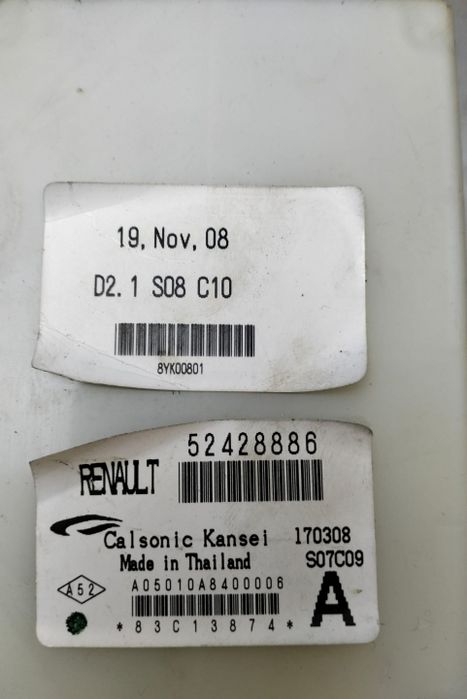 19, Nov, 08
D2. 1 S08 C10
8YK00801
52428886
RENAULT
Calsonic Kansei 170308
Made in Thailand S07C09
A52 A05010A8400006 A
*83C13874*